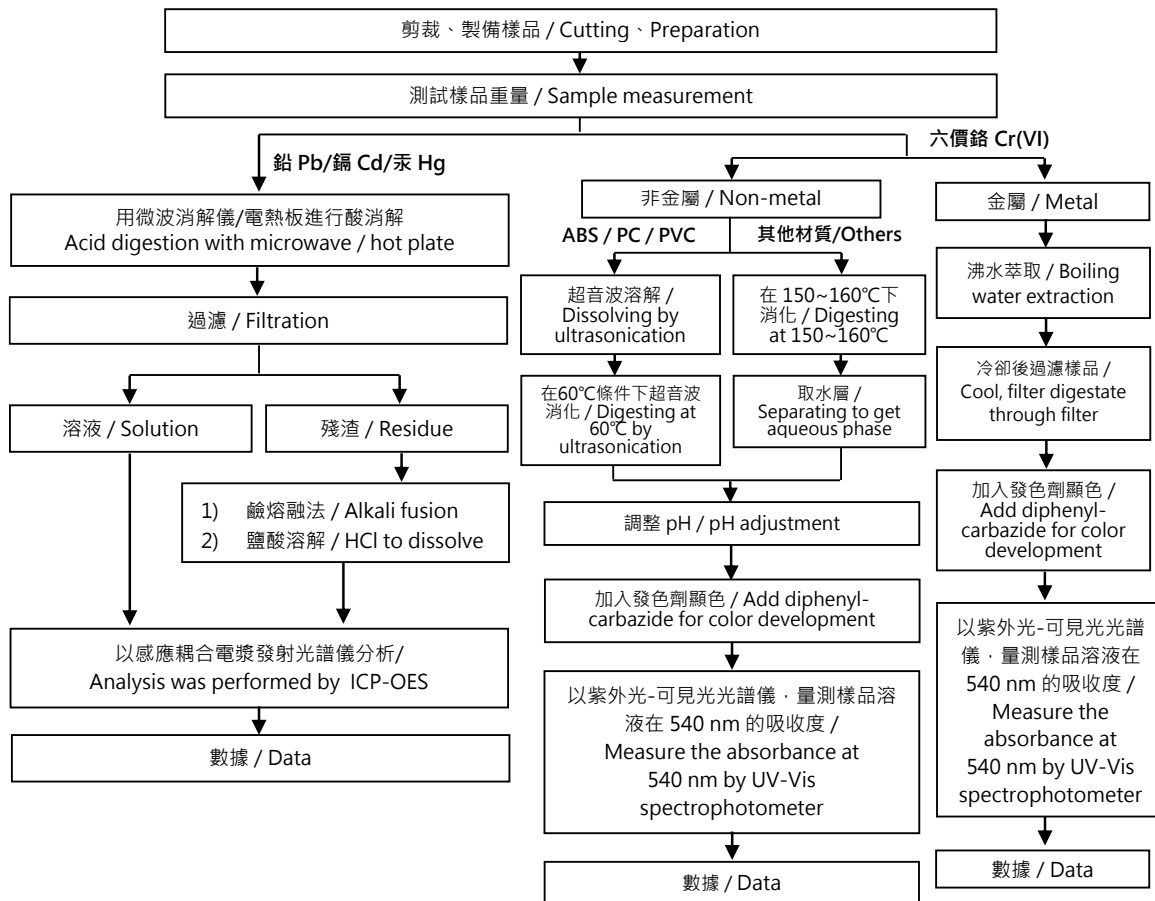 剪裁、製備樣品 / Cutting、Preparation
測試樣品重量 / Sample measurement
鉛 Pb/鎘 Cd/汞 Hg
用微波消解儀/電熱板進行酸消解
Acid digestion with microwave / hot plate
過濾 / Filtration
溶液 / Solution
殘渣 / Residue
1) 鹼熔融法 / Alkali fusion
2) 鹽酸溶解 / HCl to dissolve
以感應耦合電漿發射光譜儀分析/
Analysis was performed by ICP-OES
數據 / Data
六價鉻 Cr(VI)
非金屬 / Non-metal
ABS / PC / PVC
超音波溶解 /
Dissolving by
ultrasonication
在60℃條件下超音波
消化 / Digesting at
60℃ by
ultrasonication
其他材質/Others
在 150~160℃下
消化 / Digesting
at 150~160℃
取水層 /
Separating to get
aqueous phase
調整 pH / pH adjustment
加入發色劑顯色 / Add diphenyl-
carbazide for color development
以紫外光-可見光光譜儀，量測樣品溶
液在 540 nm 的吸收度 /
Measure the absorbance at
540 nm by UV-Vis
spectrophotometer
數據 / Data
金屬 / Metal
沸水萃取 / Boiling
water extraction
冷卻後過濾樣品 /
Cool, filter digestate
through filter
加入發色劑顯色 /
Add diphenyl-
carbazide for color
development
以紫外光-可見光光譜
儀，量測樣品溶液在
540 nm 的吸收度 /
Measure the
absorbance at
540 nm by UV-Vis
spectrophotometer
數據 / Data